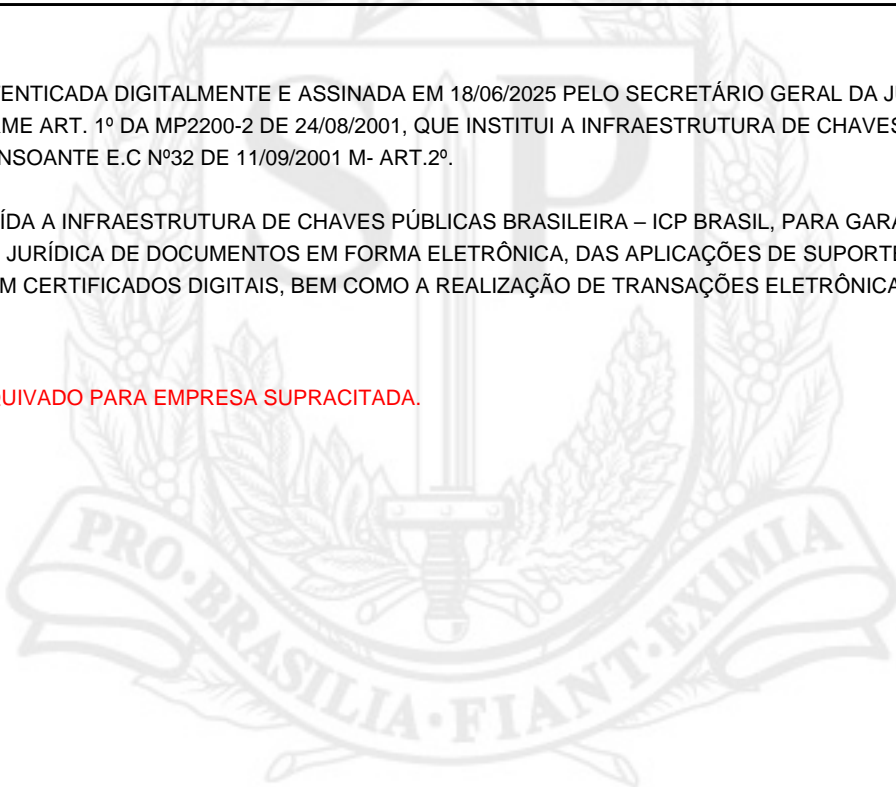 SP
ENTICADA DIGITALMENTE E ASSINADA EM 18/06/2025 PELO SECRETÁRIO GERAL DA J
ME ART. 1º DA MP2200-2 DE 24/08/2001, QUE INSTITUI A INFRAESTRUTURA DE CHAVES
NSOANTE E.C Nº32 DE 11/09/2001 M- ART.2º.
ÍDA A INFRAESTRUTURA DE CHAVES PÚBLICAS BRASILEIRA – ICP BRASIL, PARA GARA
JURÍDICA DE DOCUMENTOS EM FORMA ELETRÔNICA, DAS APLICAÇÕES DE SUPORTE
M CERTIFICADOS DIGITAIS, BEM COMO A REALIZAÇÃO DE TRANSAÇÕES ELETRÔNICA
UIVADO PARA EMPRESA SUPRACITADA.
PRO·BRASILIA·FIANT·EXIMIA